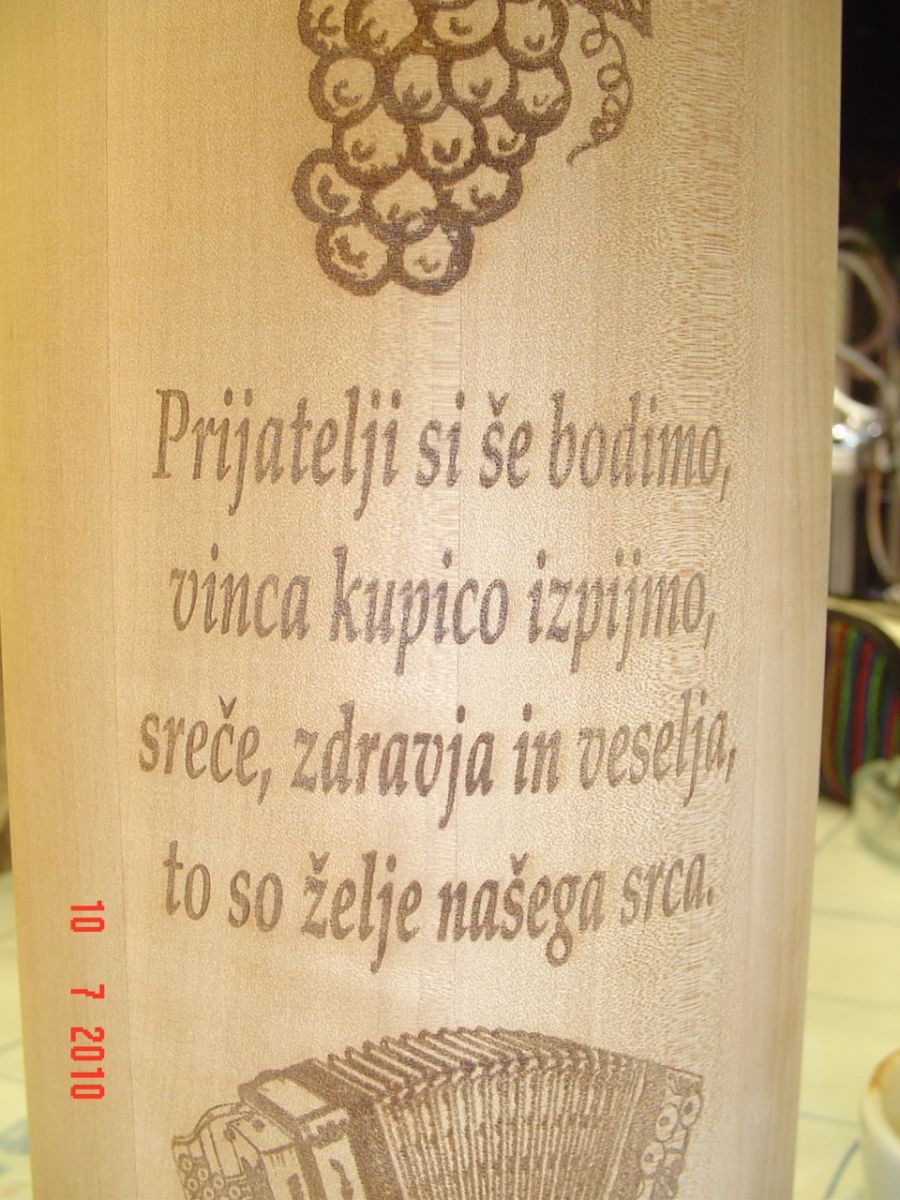 Prijatelji si še bodimo,
vinca kupico izpijmo,
sreče, zdravja in veselja,
to so želje našega srca.
10 7 2010